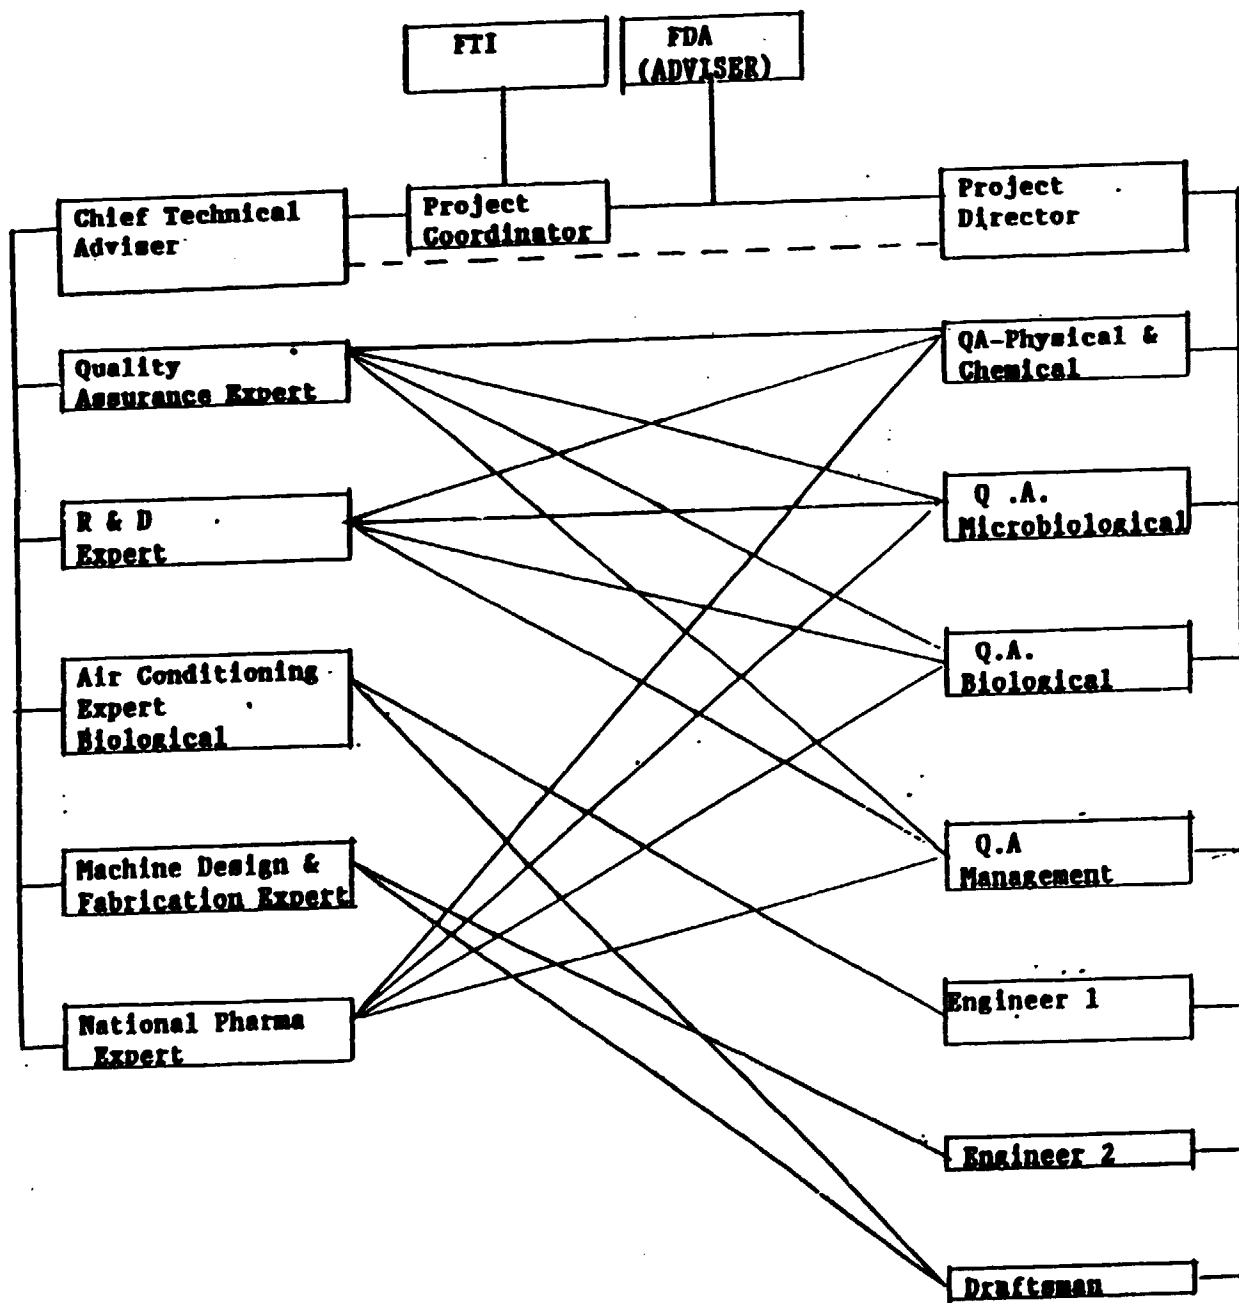 FTI
FDA
(ADVISER)
Chief Technical
Adviser
Project
Coordinator
Project
Director
Quality
Assurance Expert
R & D
Expert
Air Conditioning
Expert
Biological
Machine Design &
Fabrication Expert
National Pharma
Expert
QA-Physical &
Chemical
Q .A.
Microbiological
Q.A.
Biological
Q.A
Management
Engineer 1
Engineer 2
Draftsman